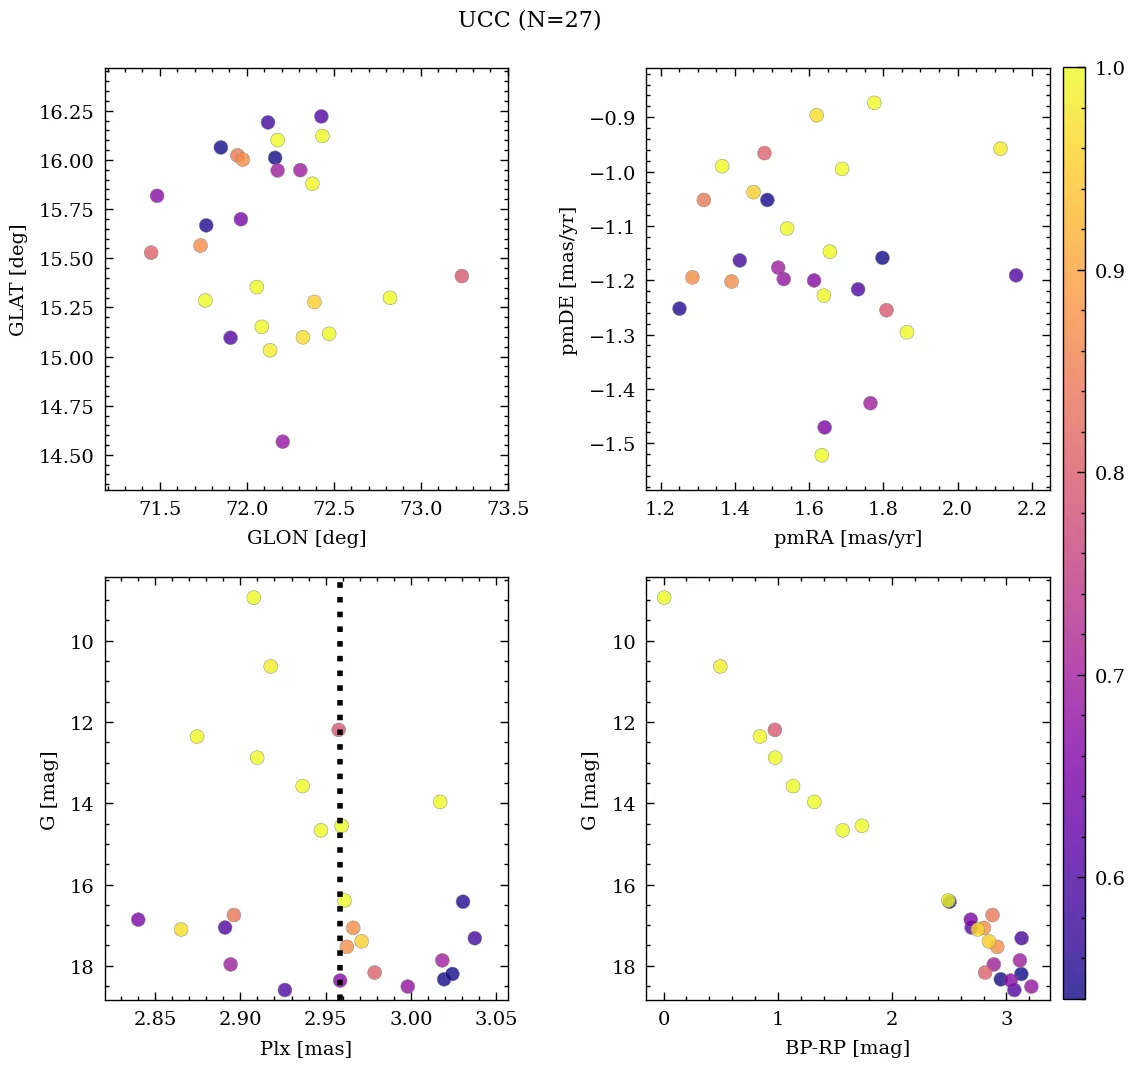 UCC (N=27)
16.25
16.00
15.75
15.50
15.25
15.00
14.75
14.50
GLAT [deg]
71.5 72.0 72.5 73.0 73.5
GLON [deg]
−0.9
−1.0
−1.1
−1.2
−1.3
−1.4
−1.5
pmDE [mas/yr]
1.2 1.4 1.6 1.8 2.0 2.2
pmRA [mas/yr]
10
12
14
16
18
G [mag]
2.85 2.90 2.95 3.00 3.05
Plx [mas]
10
12
14
16
18
G [mag]
0 1 2 3
BP-RP [mag]
1.0
0.9
0.8
0.7
0.6